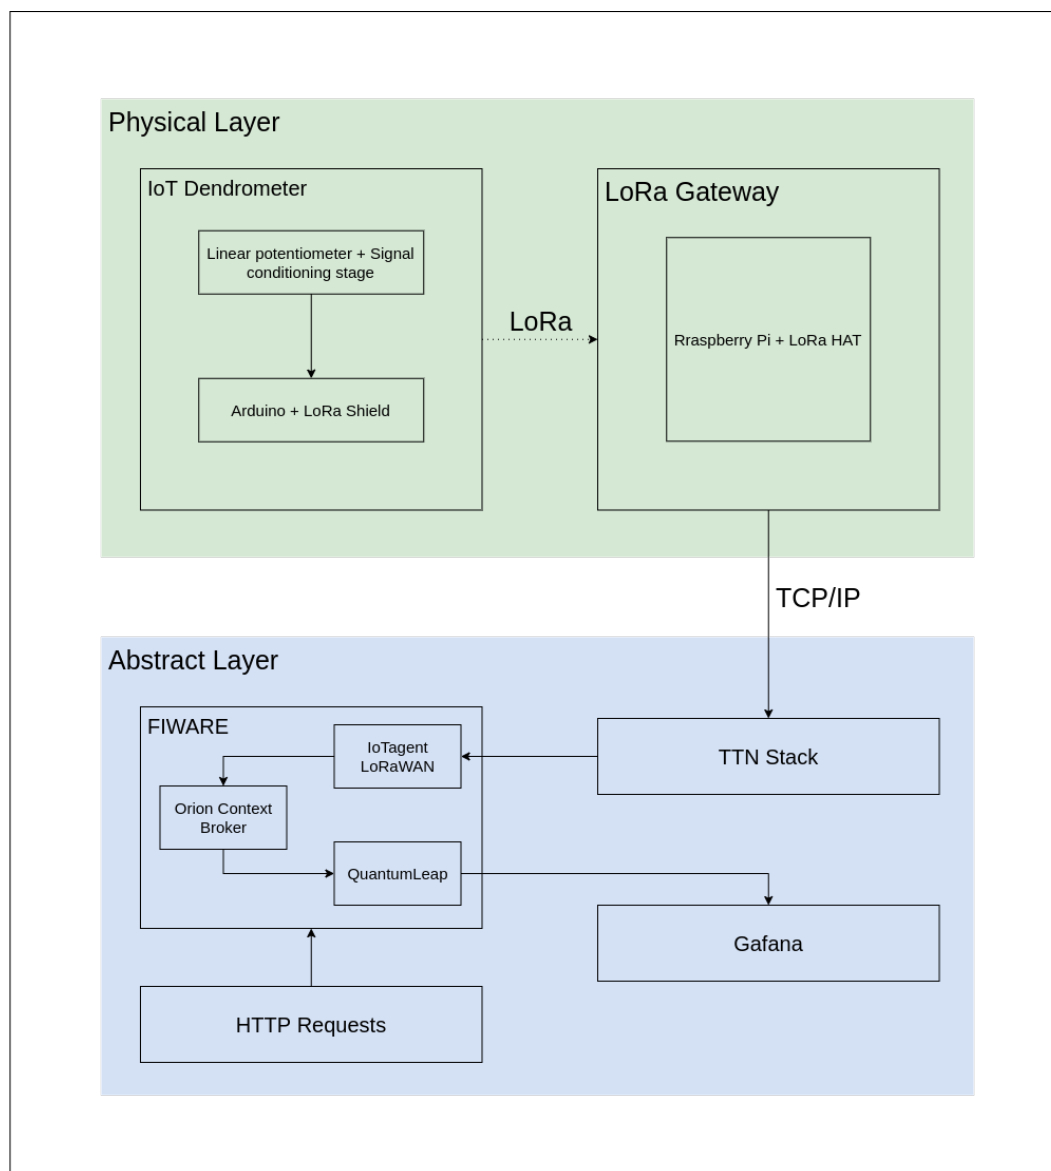 Physical Layer
IoT Dendrometer
Linear potentiometer + Signal
conditioning stage
Arduino + LoRa Shield
LoRa
LoRa Gateway
Rraspberry Pi + LoRa HAT
TCP/IP
Abstract Layer
FIWARE
IoTagent
LoRaWAN
Orion Context
Broker
QuantumLeap
TTN Stack
Gafana
HTTP Requests